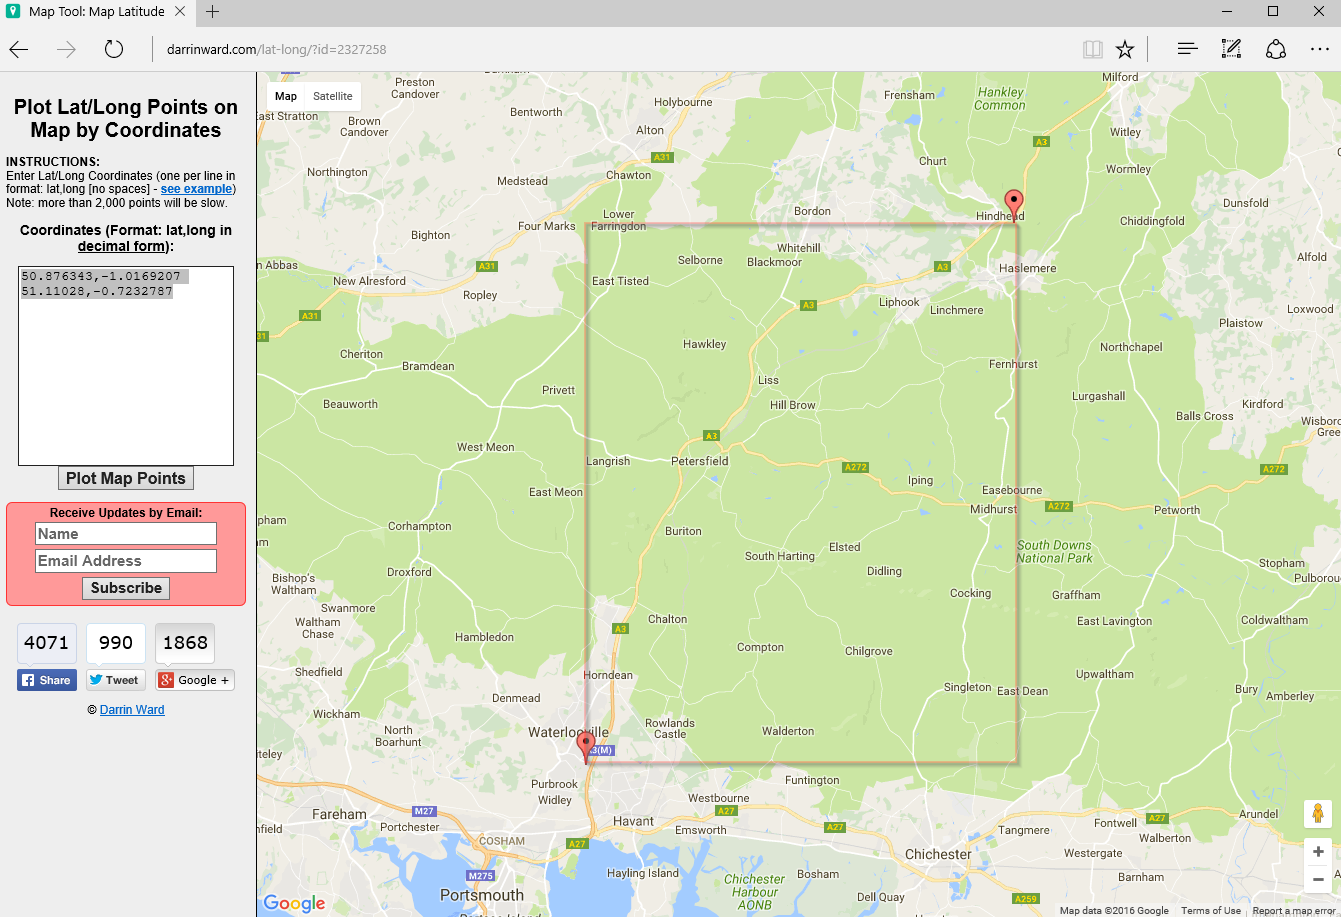 Map Tool: Map Latitude
darrinward.com/lat-long/?id=2327258
Plot Lat/Long Points on
Map by Coordinates
INSTRUCTIONS:
Enter Lat/Long Coordinates (one per line in
format: lat,long [no spaces] - see example)
Note: more than 2,000 points will be slow.
Coordinates (Format: lat,long in
decimal form):
50.876343,-1.0169207
51.11028,-0.7232787
Plot Map Points
Receive Updates by Email:
Name
Email Address
Subscribe
4071 990 1868
Share Tweet Google +
© Darrin Ward
Map Satellite
Preston
Candover
Holybourne
Frensham
Hankley
Common
Milford
East Stratton
Brown
Candover
Bentworth
Alton
A3
Witley
A31
Northington
Chawton
Churt
Wormley
Medstead
Dunsfold
Lower
Farringdon
Bordon
Hindhead
Chiddingfold
Bighton
Four Marks
Whitehill
Blackmoor
Selborne
Alfold
A31
A3
Haslemere
New Alresford
East Tisted
Ropley
Liphook
Linchmere
A3
Loxwood
A31
Plaistow
Hawkley
Northchapel
Cheriton
Bramdean
Fernhurst
Privett
Liss
Lurgashall
Beauworth
Hill Brow
Kirdford
Balls Cross
A3
West Meon
Langrish
Petersfield
A272
A272
Iping
East Meon
Easebourne
Midhurst
A272
Petworth
Corhampton
Buriton
South Harting
Elsted
South Downs
National Park
Droxford
Didling
Stopham
Bishop's
Waltham
Cocking
Graffham
Swanmore
Waltham
Chase
A3
Chalton
East Lavington
Coldwaltham
Hambledon
Compton
Chilgrove
Shedfield
Horndean
Upwaltham
Denmead
Singleton
East Dean
Bury
Amberley
Wickham
North
Boarhunt
Waterlooville
Rowlands
Castle
Walderton
A3(M)
Purbrook
Widley
Funtington
Westbourne
Fareham
M27
Portchester
Havant
A27
Emsworth
A27
Fontwell
A27
Arundel
Tangmere
Walberton
COSHAM
A27
Chichester
Westergate
M275
Hayling Island
Bosham
Barnham
Portsmouth
Chichester
Harbour
AONB
Dell Quay
A259
Google
Map data ©2016 Google Terms of Use Report a map error